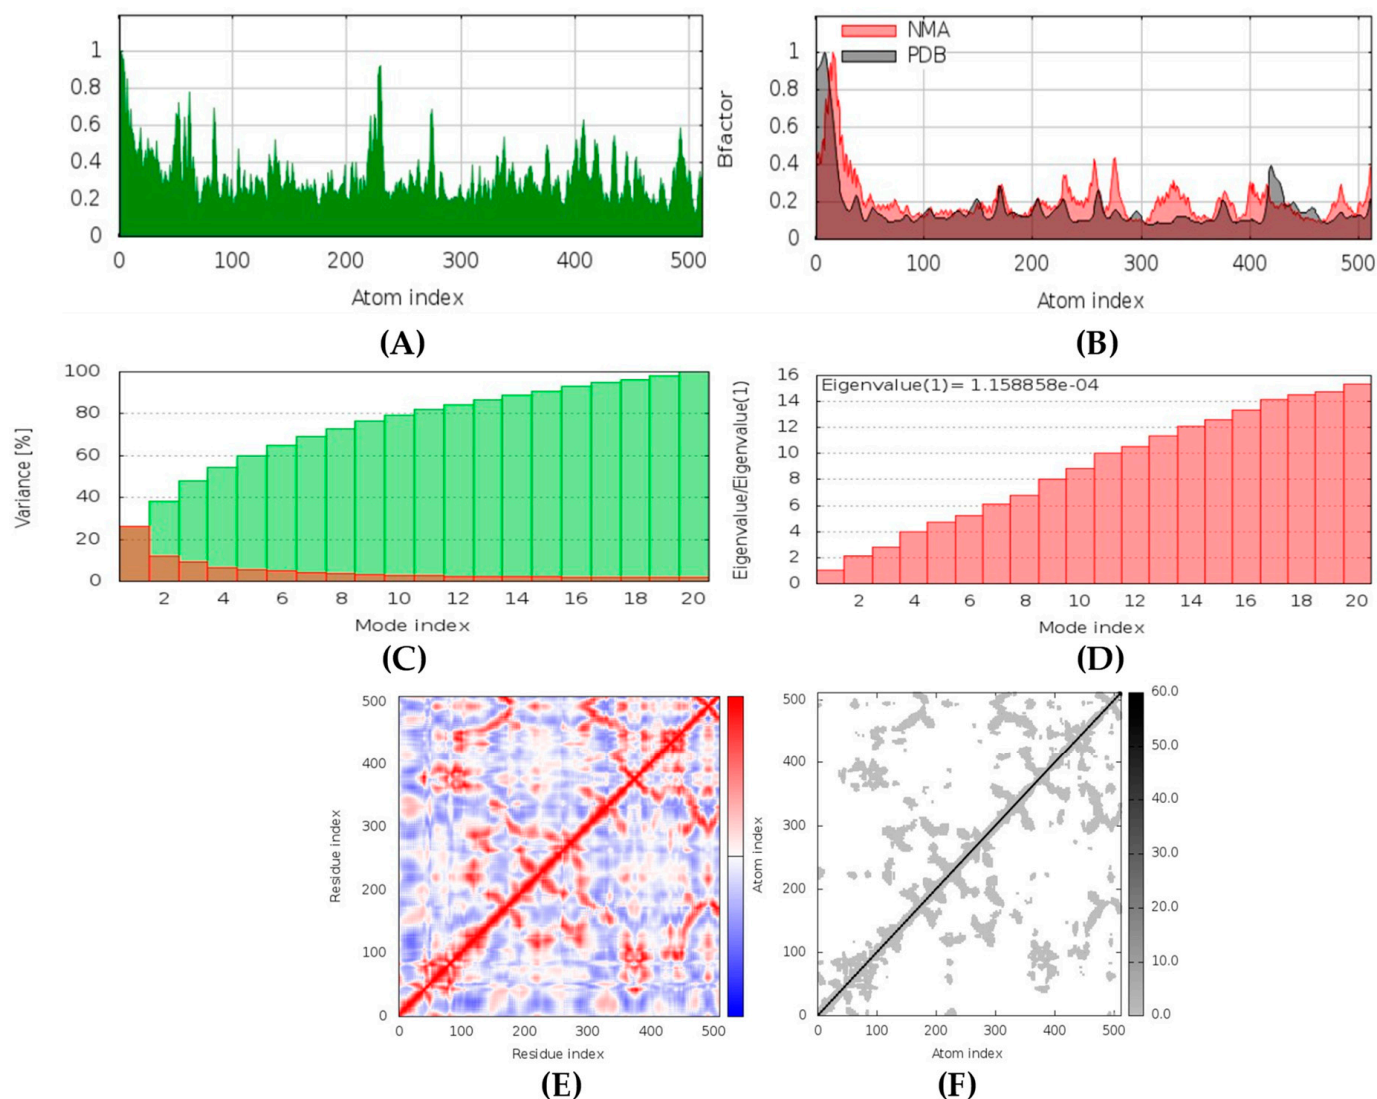 1
0.8
0.6
0.4
0.2
0
0 100 200 300 400 500
Atom index
(A)
NMA
PDB
Bfactor
1
0.8
0.6
0.4
0.2
0
0 100 200 300 400 500
Atom index
(B)
Variance [%]
100
80
60
40
20
0
2 4 6 8 10 12 14 16 18 20
Mode index
(C)
Eigenvalue(1)= 1.158858e-04
Eigenvalue/Eigenvalue(1)
16
14
12
10
8
6
4
2
0
2 4 6 8 10 12 14 16 18 20
Mode index
(D)
Residue index
500
400
300
200
100
0
0 100 200 300 400 500
Residue index
(E)
Atom index
500
400
300
200
100
0
0 100 200 300 400 500
Atom index
60.0
50.0
40.0
30.0
20.0
10.0
0.0
(F)